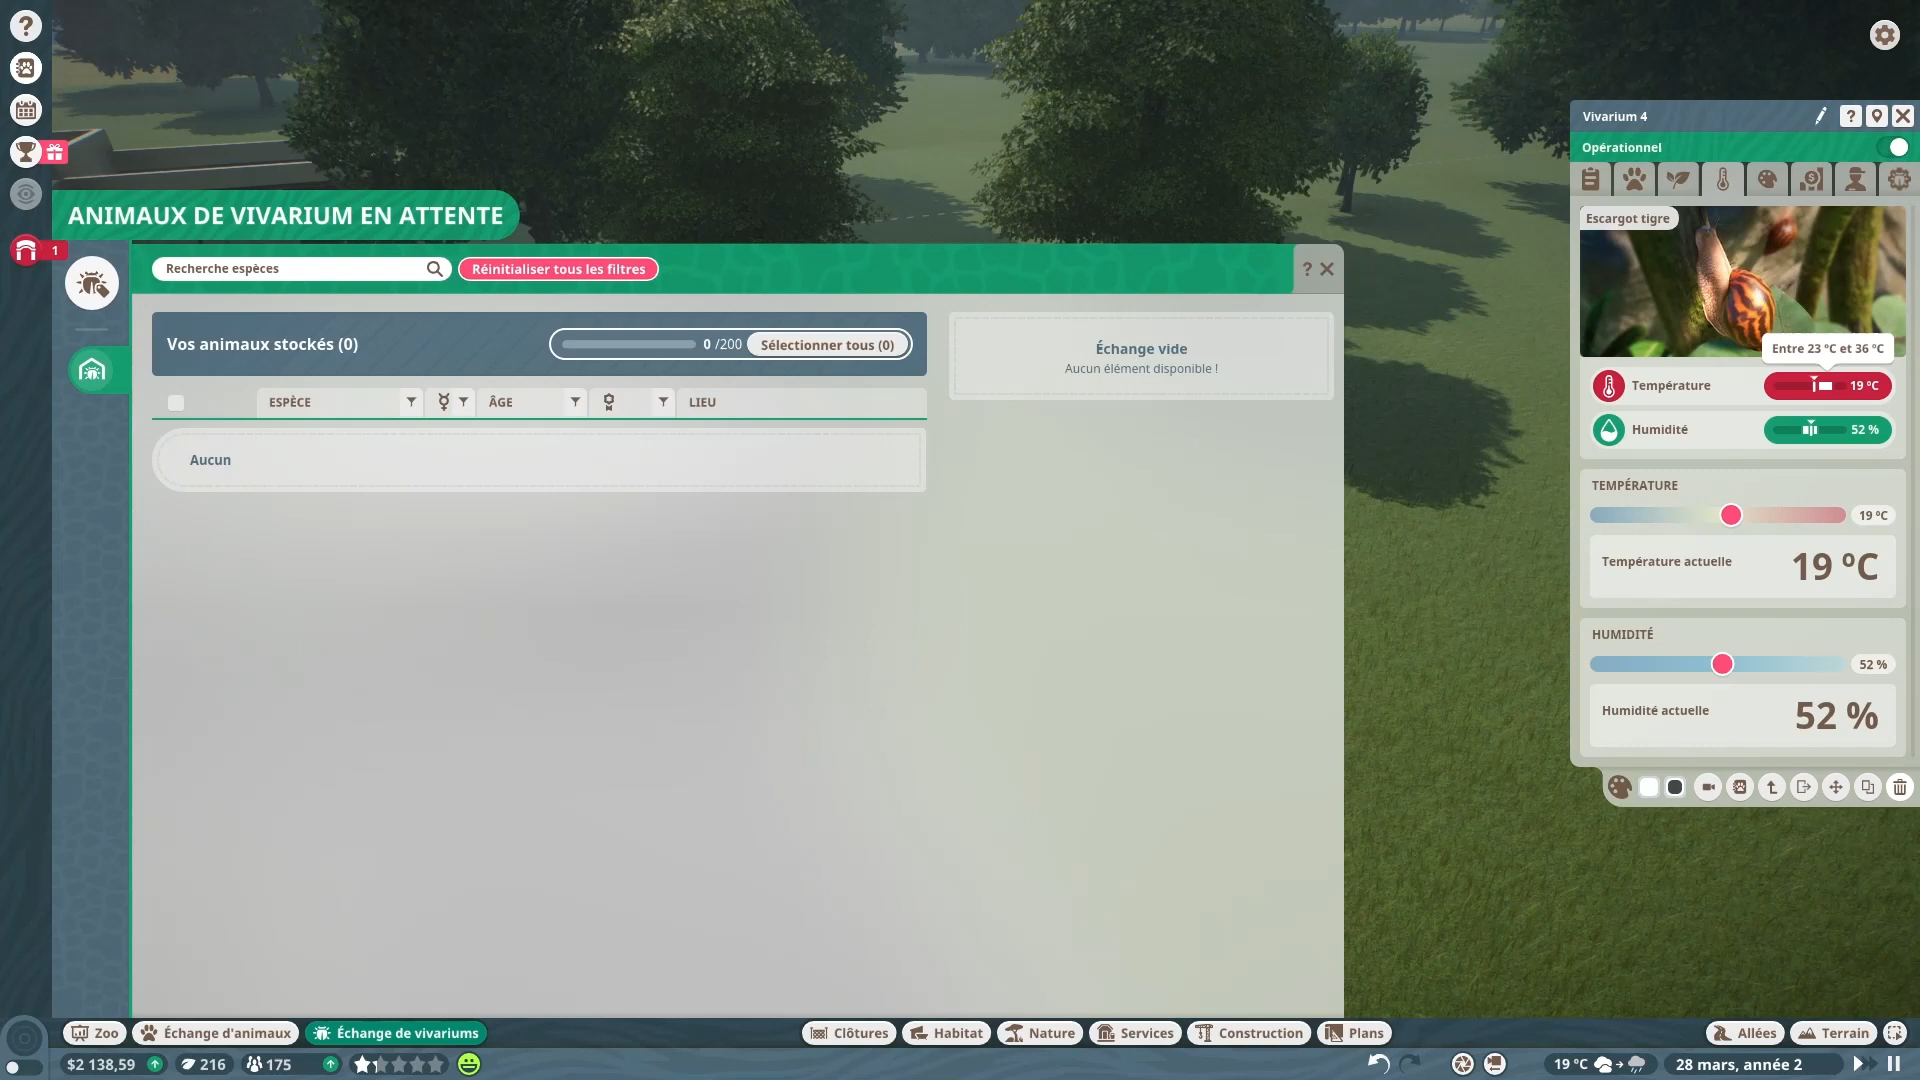 Vivarium 4
?
Opérationnel
1
ANIMAUX DE VIVARIUM EN ATTENTE
Escargot tigre
Recherche espèces
Réinitialiser tous les filtres
?
Vos animaux stockés (0)
0 /200
Sélectionner tous (0)
Échange vide
Aucun élément disponible !
Entre 23 °C et 36 °C
Température
19 °C
ESPÈCE
ÂGE
LIEU
Humidité
52 %
Aucun
TEMPÉRATURE
19 °C
Température actuelle
19 °C
HUMIDITÉ
52 %
Humidité actuelle
52 %
Zoo
Échange d'animaux
Échange de vivariums
Clôtures
Habitat
Nature
Services
Construction
Plans
Allées
Terrain
$2 138,59
216
175
19 °C
28 mars, année 2